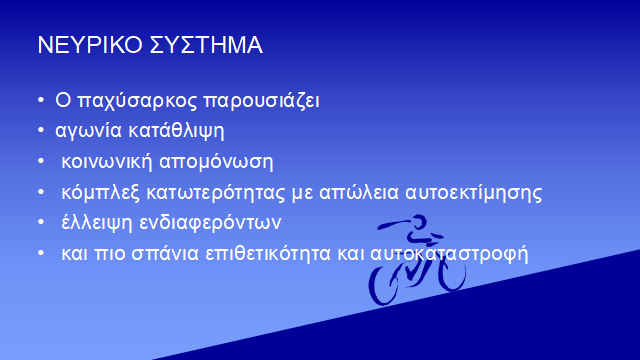 ΝΕΥΡΙΚΟ ΣΥΣΤΗΜΑ
• Ο παχύσαρκος παρουσιάζει
• αγωνία κατάθλιψη
• κοινωνική απομόνωση
• κόμπλεξ κατωτερότητας με απώλεια αυτοεκτίμησης
• έλλειψη ενδιαφερόντων
• και πιο σπάνια επιθετικότητα και αυτοκαταστροφή